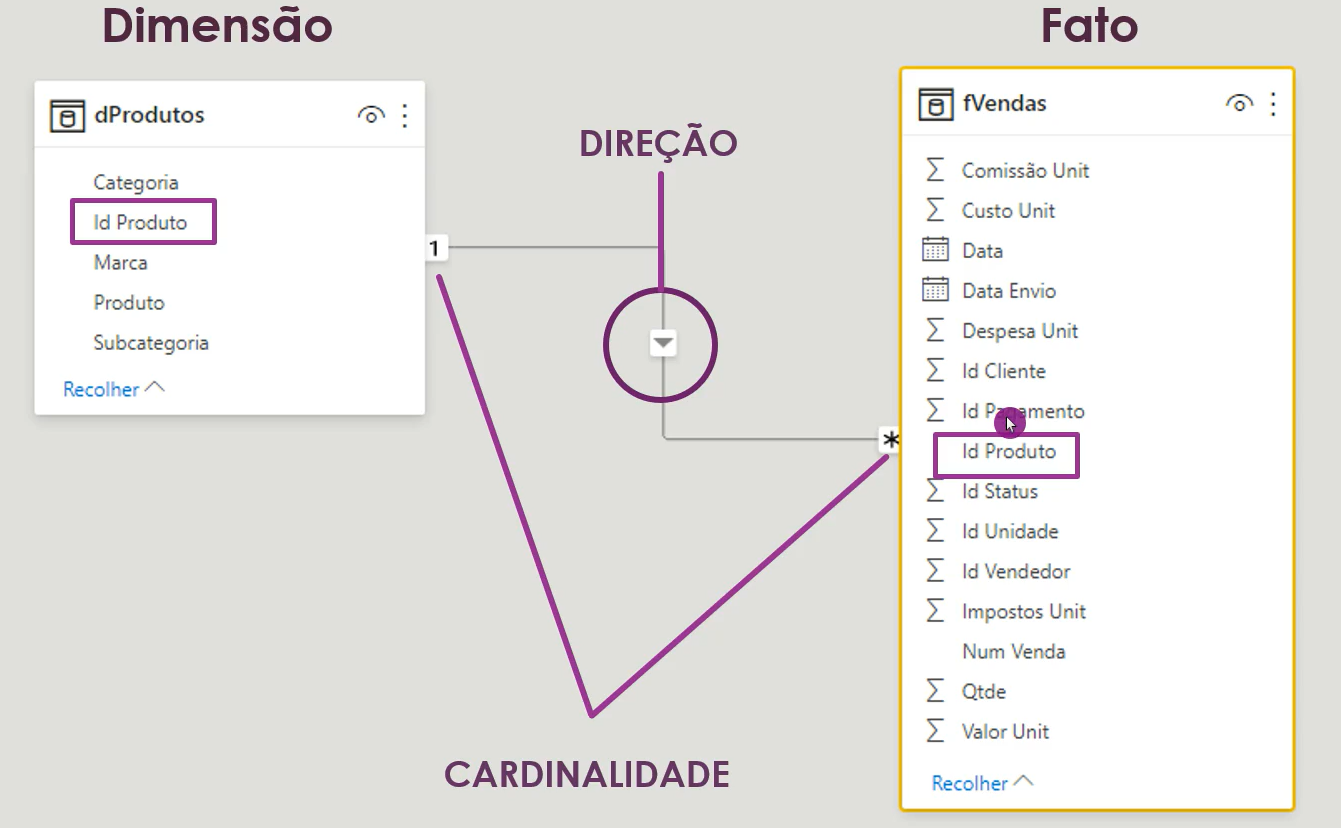 Dimensão
Fato
dProdutos
Categoria
Id Produto
Marca
Produto
Subcategoria
Recolher
DIREÇÃO
1
*
CARDINALIDADE
fVendas
Comissão Unit
Custo Unit
Data
Data Envio
Despesa Unit
Id Cliente
Id Pagamento
Id Produto
Id Status
Id Unidade
Id Vendedor
Impostos Unit
Num Venda
Qtde
Valor Unit
Recolher